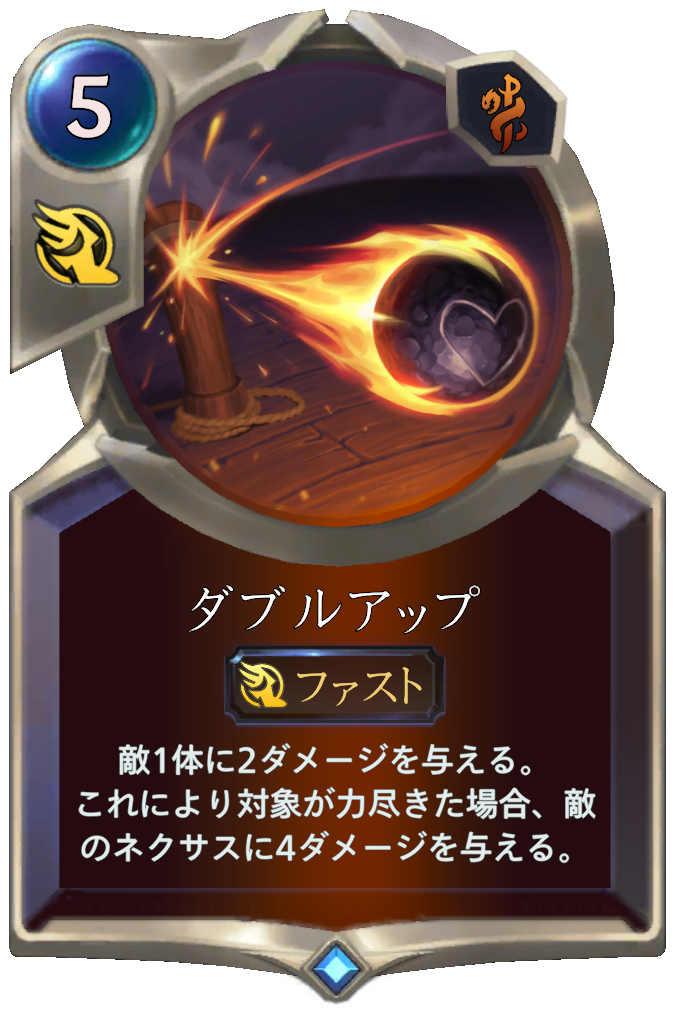 5
ダブルアップ
ファスト
敵1体に2ダメージを与える。
これにより対象が力尽きた場合、敵
のネクサスに4ダメージを与える。